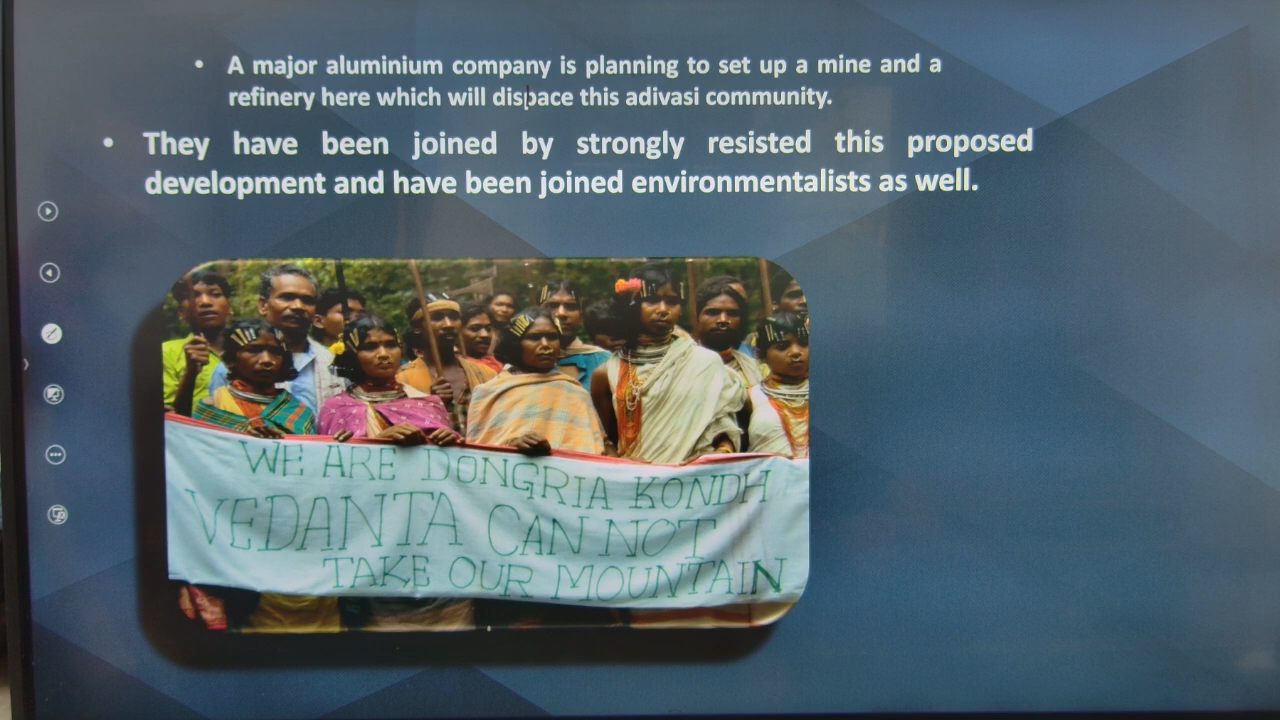 • A major aluminium company is planning to set up a mine and a
refinery here which will dispace this adivasi community.
• They have been joined by strongly resisted this proposed
development and have been joined environmentalists as well.
WE ARE DONGRIA KONDH
VEDANTA CAN NOT
TAKE OUR MOUNTAIN